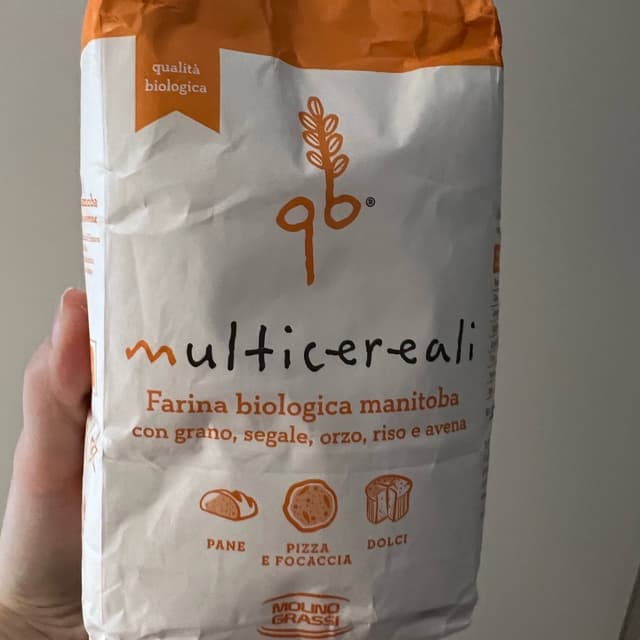 qualità
biologica
qb®
multicereali
Farina biologica manitoba
con grano, segale, orzo, riso e avena
PANE
PIZZA
E FOCACCIA
DOLCI
MOLINO
GRASSI